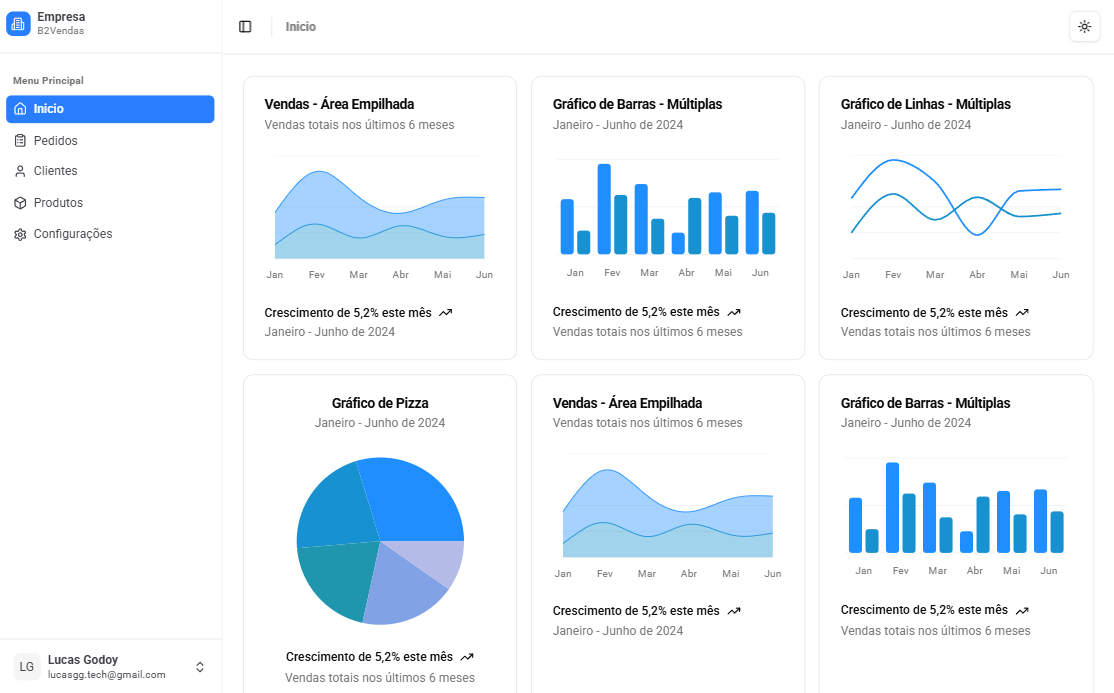 Empresa
B2Vendas
Menu Principal
Inicio
Pedidos
Clientes
Produtos
Configurações
LG
Lucas Godoy
lucasgg.tech@gmail.com
Inicio
Vendas - Área Empilhada
Vendas totais nos últimos 6 meses
Jan Fev Mar Abr Mai Jun
Crescimento de 5,2% este mês
Janeiro - Junho de 2024
Gráfico de Barras - Múltiplas
Janeiro - Junho de 2024
Jan Fev Mar Abr Mai Jun
Crescimento de 5,2% este mês
Vendas totais nos últimos 6 meses
Gráfico de Linhas - Múltiplas
Janeiro - Junho de 2024
Jan Fev Mar Abr Mai Jun
Crescimento de 5,2% este mês
Vendas totais nos últimos 6 meses
Gráfico de Pizza
Janeiro - Junho de 2024
Crescimento de 5,2% este mês
Vendas totais nos últimos 6 meses
Vendas - Área Empilhada
Vendas totais nos últimos 6 meses
Jan Fev Mar Abr Mai Jun
Crescimento de 5,2% este mês
Janeiro - Junho de 2024
Gráfico de Barras - Múltiplas
Janeiro - Junho de 2024
Jan Fev Mar Abr Mai Jun
Crescimento de 5,2% este mês
Vendas totais nos últimos 6 meses